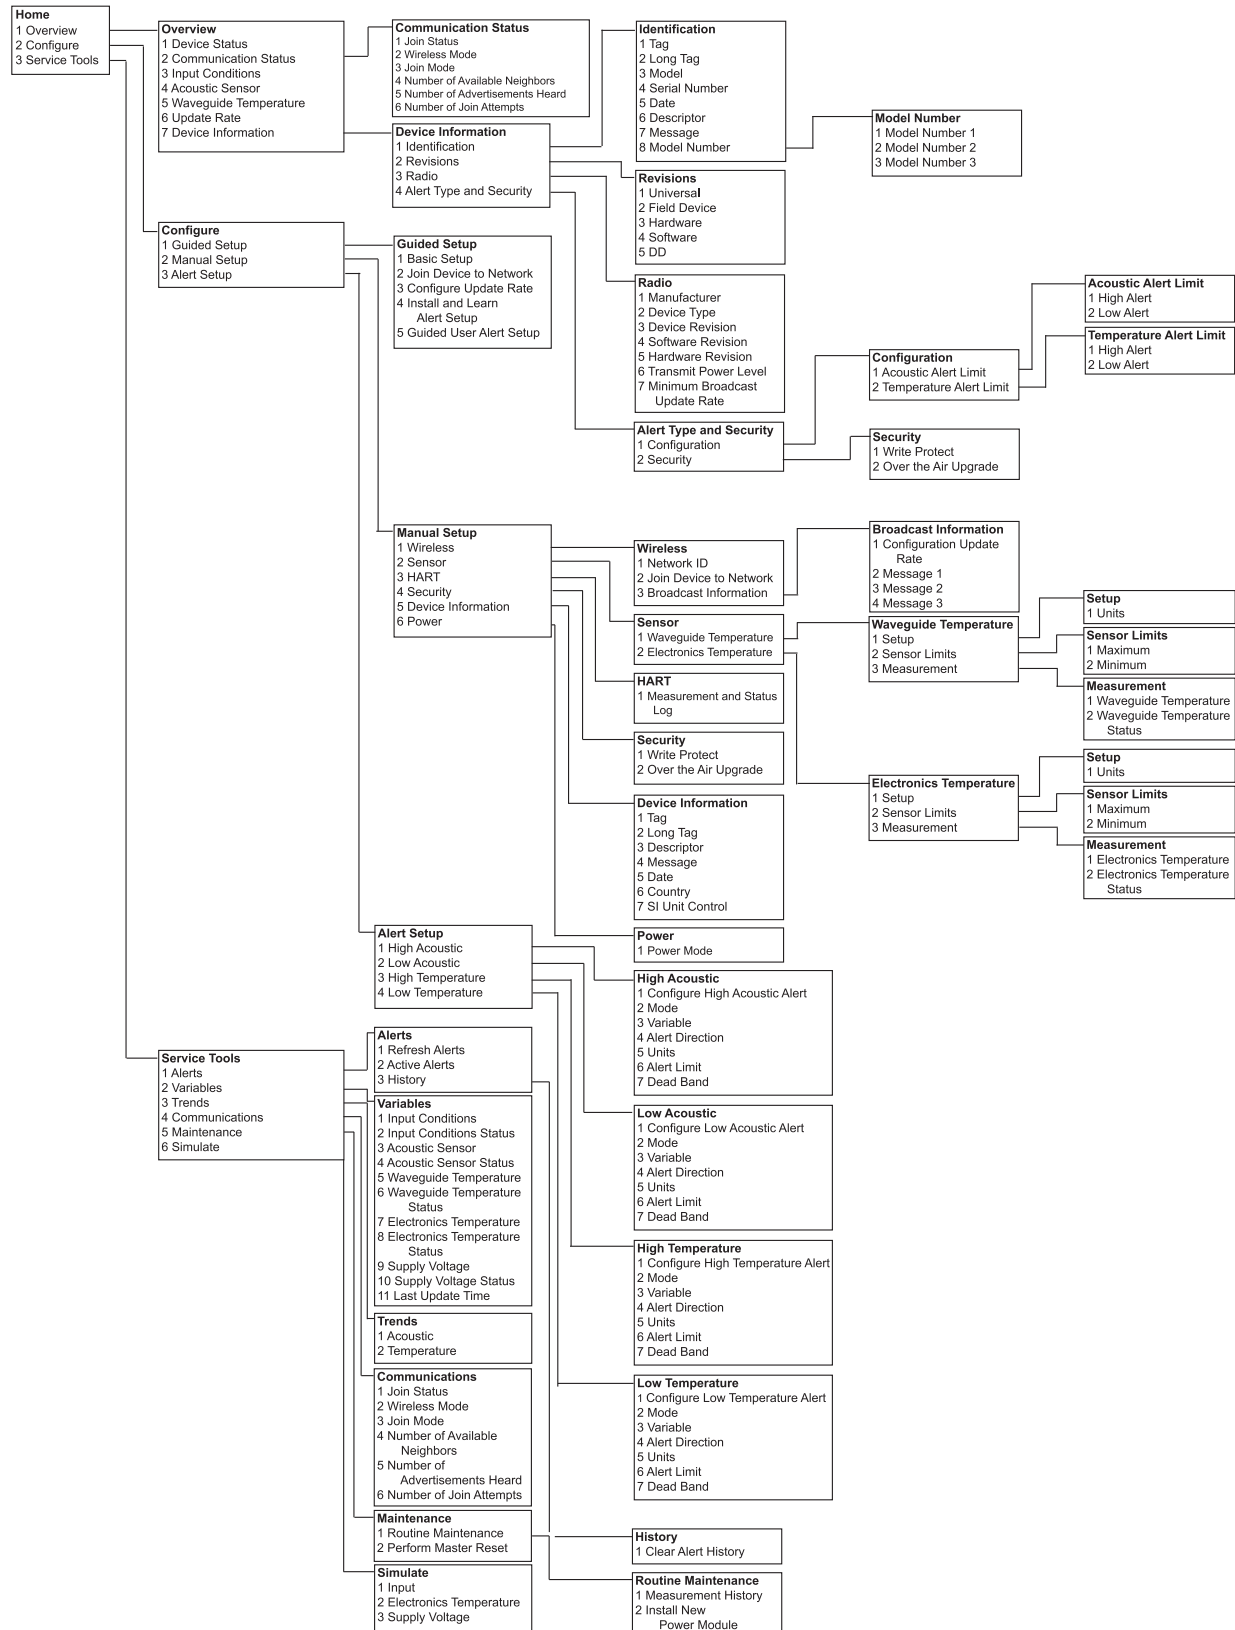 Home
1 Overview
2 Configure
3 Service Tools
Overview
1 Device Status
2 Communication Status
3 Input Conditions
4 Acoustic Sensor
5 Waveguide Temperature
6 Update Rate
7 Device Information
Communication Status
1 Join Status
2 Wireless Mode
3 Join Mode
4 Number of Available Neighbors
5 Number of Advertisements Heard
6 Number of Join Attempts
Device Information
1 Identification
2 Revisions
3 Radio
4 Alert Type and Security
Identification
1 Tag
2 Long Tag
3 Model
4 Serial Number
5 Date
6 Descriptor
7 Message
8 Model Number
Model Number
1 Model Number 1
2 Model Number 2
3 Model Number 3
Revisions
1 Universal
2 Field Device
3 Hardware
4 Software
5 DD
Radio
1 Manufacturer
2 Device Type
3 Device Revision
4 Software Revision
5 Hardware Revision
6 Transmit Power Level
7 Minimum Broadcast
Update Rate
Alert Type and Security
1 Configuration
2 Security
Configuration
1 Acoustic Alert Limit
2 Temperature Alert Limit
Acoustic Alert Limit
1 High Alert
2 Low Alert
Temperature Alert Limit
1 High Alert
2 Low Alert
Security
1 Write Protect
2 Over the Air Upgrade
Configure
1 Guided Setup
2 Manual Setup
3 Alert Setup
Guided Setup
1 Basic Setup
2 Join Device to Network
3 Configure Update Rate
4 Install and Learn
Alert Setup
5 Guided User Alert Setup
Manual Setup
1 Wireless
2 Sensor
3 HART
4 Security
5 Device Information
6 Power
Wireless
1 Network ID
2 Join Device to Network
3 Broadcast Information
Broadcast Information
1 Configuration Update
Rate
2 Message 1
3 Message 2
4 Message 3
Sensor
1 Waveguide Temperature
2 Electronics Temperature
Waveguide Temperature
1 Setup
2 Sensor Limits
3 Measurement
Setup
1 Units
Sensor Limits
1 Maximum
2 Minimum
Measurement
1 Waveguide Temperature
2 Waveguide Temperature
Status
HART
1 Measurement and Status
Log
Security
1 Write Protect
2 Over the Air Upgrade
Electronics Temperature
1 Setup
2 Sensor Limits
3 Measurement
Setup
1 Units
Sensor Limits
1 Maximum
2 Minimum
Measurement
1 Electronics Temperature
2 Electronics Temperature
Status
Device Information
1 Tag
2 Long Tag
3 Descriptor
4 Message
5 Date
6 Country
7 SI Unit Control
Power
1 Power Mode
Alert Setup
1 High Acoustic
2 Low Acoustic
3 High Temperature
4 Low Temperature
High Acoustic
1 Configure High Acoustic Alert
2 Mode
3 Variable
4 Alert Direction
5 Units
6 Alert Limit
7 Dead Band
Low Acoustic
1 Configure Low Acoustic Alert
2 Mode
3 Variable
4 Alert Direction
5 Units
6 Alert Limit
7 Dead Band
High Temperature
1 Configure High Temperature Alert
2 Mode
3 Variable
4 Alert Direction
5 Units
6 Alert Limit
7 Dead Band
Low Temperature
1 Configure Low Temperature Alert
2 Mode
3 Variable
4 Alert Direction
5 Units
6 Alert Limit
7 Dead Band
Service Tools
1 Alerts
2 Variables
3 Trends
4 Communications
5 Maintenance
6 Simulate
Alerts
1 Refresh Alerts
2 Active Alerts
3 History
Variables
1 Input Conditions
2 Input Conditions Status
3 Acoustic Sensor
4 Acoustic Sensor Status
5 Waveguide Temperature
6 Waveguide Temperature
Status
7 Electronics Temperature
8 Electronics Temperature
Status
9 Supply Voltage
10 Supply Voltage Status
11 Last Update Time
Trends
1 Acoustic
2 Temperature
Communications
1 Join Status
2 Wireless Mode
3 Join Mode
4 Number of Available
Neighbors
5 Number of
Advertisements Heard
6 Number of Join Attempts
Maintenance
1 Routine Maintenance
2 Perform Master Reset
History
1 Clear Alert History
Simulate
1 Input
2 Electronics Temperature
3 Supply Voltage
Routine Maintenance
1 Measurement History
2 Install New
Power Module